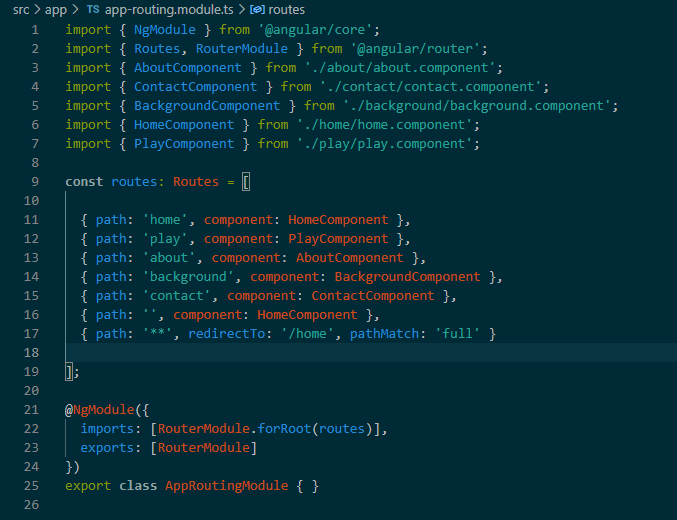 src > app > TS app-routing.module.ts > routes
1 import { NgModule } from '@angular/core';
2 import { Routes, RouterModule } from '@angular/router';
3 import { AboutComponent } from './about/about.component';
4 import { ContactComponent } from './contact/contact.component';
5 import { BackgroundComponent } from './background/background.component';
6 import { HomeComponent } from './home/home.component';
7 import { PlayComponent } from './play/play.component';
8
9 const routes: Routes = [
10
11   { path: 'home', component: HomeComponent },
12   { path: 'play', component: PlayComponent },
13   { path: 'about', component: AboutComponent },
14   { path: 'background', component: BackgroundComponent },
15   { path: 'contact', component: ContactComponent },
16   { path: '', component: HomeComponent },
17   { path: '**', redirectTo: '/home', pathMatch: 'full' }
18
19 ];
20
21 @NgModule({
22   imports: [RouterModule.forRoot(routes)],
23   exports: [RouterModule]
24 })
25 export class AppRoutingModule { }
26